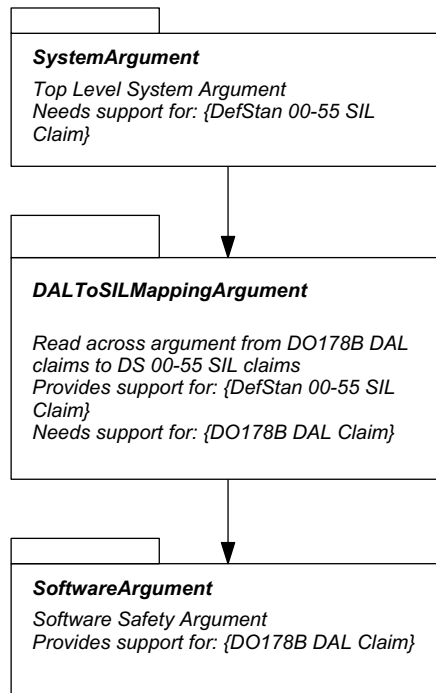 SystemArgument
Top Level System Argument
Needs support for: {DefStan 00-55 SIL
Claim}
DALToSILMappingArgument
Read across argument from DO178B DAL
claims to DS 00-55 SIL claims
Provides support for: {DefStan 00-55 SIL
Claim}
Needs support for: {DO178B DAL Claim}
SoftwareArgument
Software Safety Argument
Provides support for: {DO178B DAL Claim}